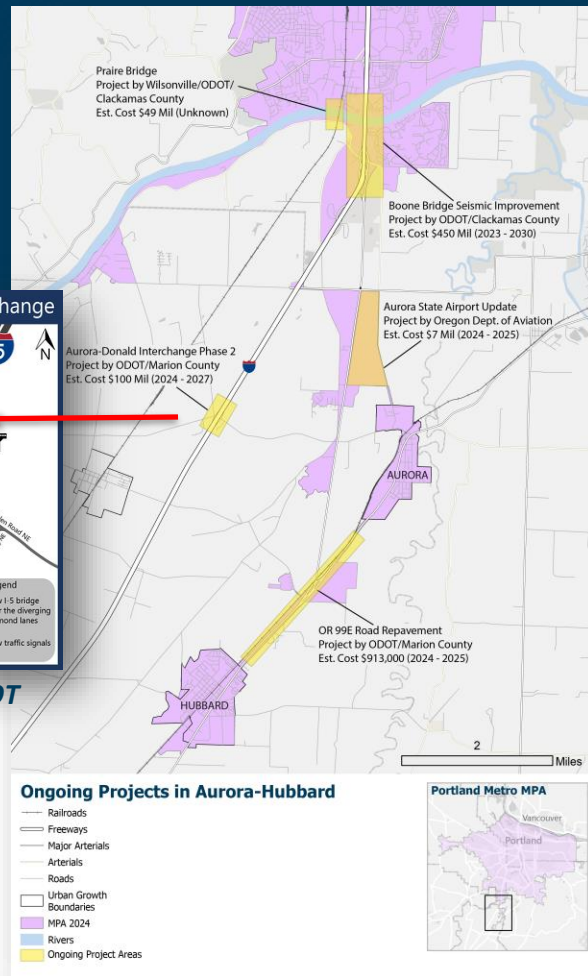 Praire Bridge
Project by Wilsonville/ODOT/
Clackamas County
Est. Cost $49 Mil (Unknown)
Boone Bridge Seismic Improvement
Project by ODOT/Clackamas County
Est. Cost $450 Mil (2023 - 2030)
Aurora State Airport Update
Project by Oregon Dept. of Aviation
Est. Cost $7 Mil (2024 - 2025)
Aurora-Donald Interchange Phase 2
Project by ODOT/Marion County
Est. Cost $100 Mil (2024 - 2027)
N
AURORA
OR 99E Road Repavement
Project by ODOT/Marion County
Est. Cost $913,000 (2024 - 2025)
HUBBARD
2
Miles
Road NE
I-5 bridge
the diverging
lanes
traffic signals
Ongoing Projects in Aurora-Hubbard
Railroads
Freeways
Major Arterials
Arterials
Roads
Urban Growth
Boundaries
MPA 2024
Rivers
Ongoing Project Areas
Portland Metro MPA
Vancouver
Portland